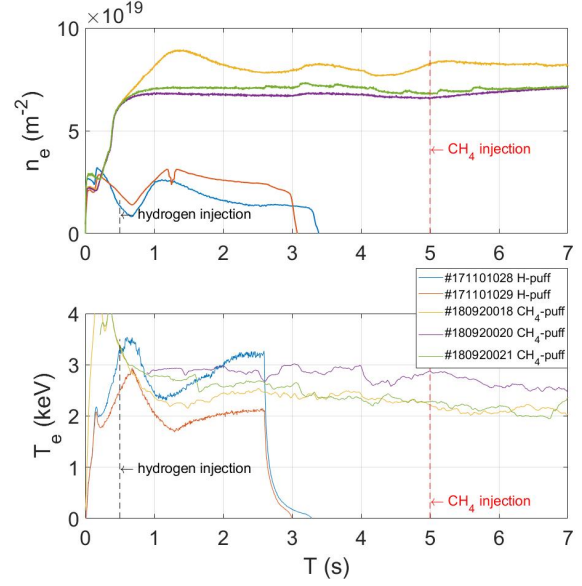 × 10^19
10
5
0
n_e (m^-2)
← CH_4 injection
← hydrogen injection
0 1 2 3 4 5 6 7
#171101028 H-puff
#171101029 H-puff
#180920018 CH_4-puff
#180920020 CH_4-puff
#180920021 CH_4-puff
4
3
2
1
0
T_e (keV)
← hydrogen injection
← CH_4 injection
0 1 2 3 4 5 6 7
T (s)